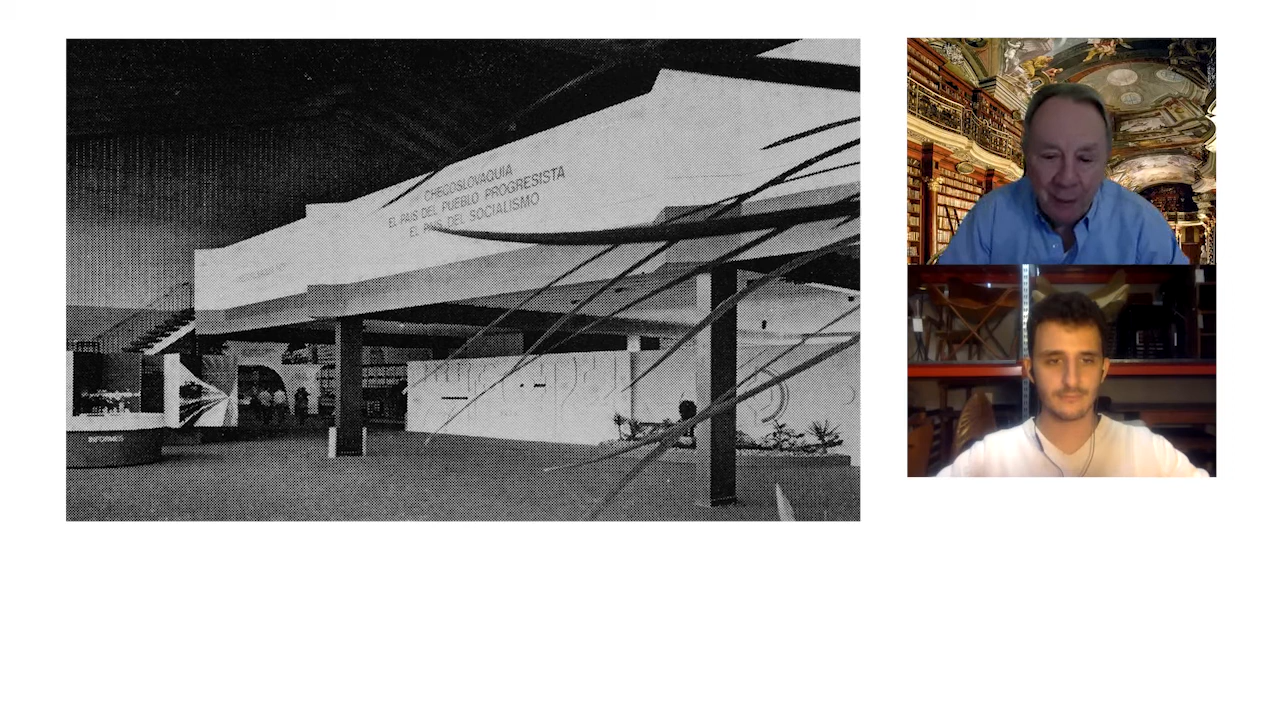 CHECOSLOVAQUIA
EL PAIS DEL PUEBLO PROGRESISTA
EL PAIS DEL SOCIALISMO
INFORMES